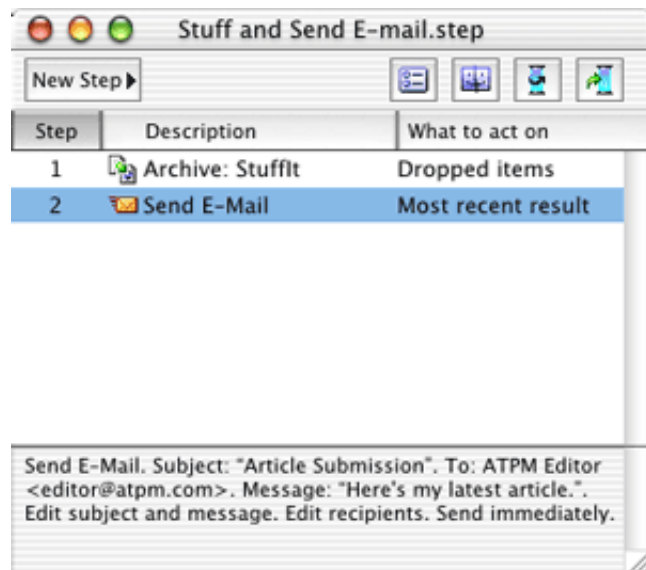 Stuff and Send E-mail.step
New Step
Step Description What to act on
1 Archive: StuffIt Dropped items
2 Send E-Mail Most recent result
Send E-Mail. Subject: "Article Submission". To: ATPM Editor
<editor@atpm.com>. Message: "Here's my latest article.".
Edit subject and message. Edit recipients. Send immediately.